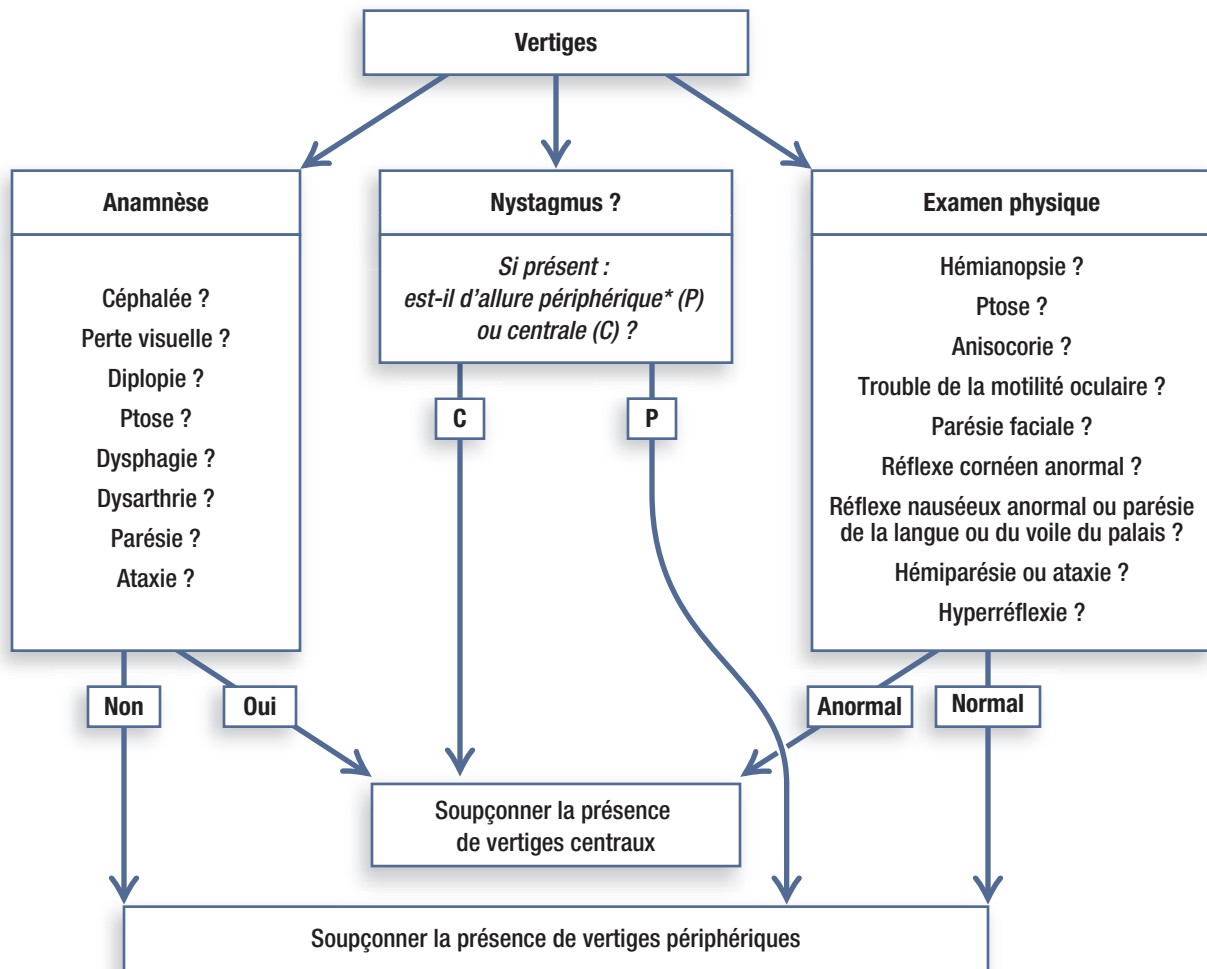 Vertiges
Anamnèse
Céphalée ?
Perte visuelle ?
Diplopie ?
Ptose ?
Dysphagie ?
Dysarthrie ?
Parésie ?
Ataxie ?
Nystagmus ?
Si présent :
est-il d'allure périphérique* (P)
ou centrale (C) ?
Examen physique
Hémianopsie ?
Ptose ?
Anisocorie ?
Trouble de la motilité oculaire ?
Parésie faciale ?
Réflexe cornéen anormal ?
Réflexe nauséeux anormal ou parésie
de la langue ou du voile du palais ?
Hémiparésie ou ataxie ?
Hyperréflexie ?
C
P
Non
Oui
Anormal
Normal
Soupçonner la présence
de vertiges centraux
Soupçonner la présence de vertiges périphériques